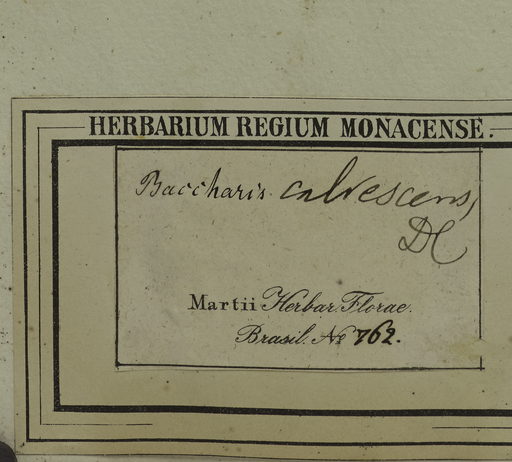 HERBARIUM REGIUM MONACENSE.
Baccharis calvescens,
DC
Martii Herbar. Florae.
Brasil. No 762.